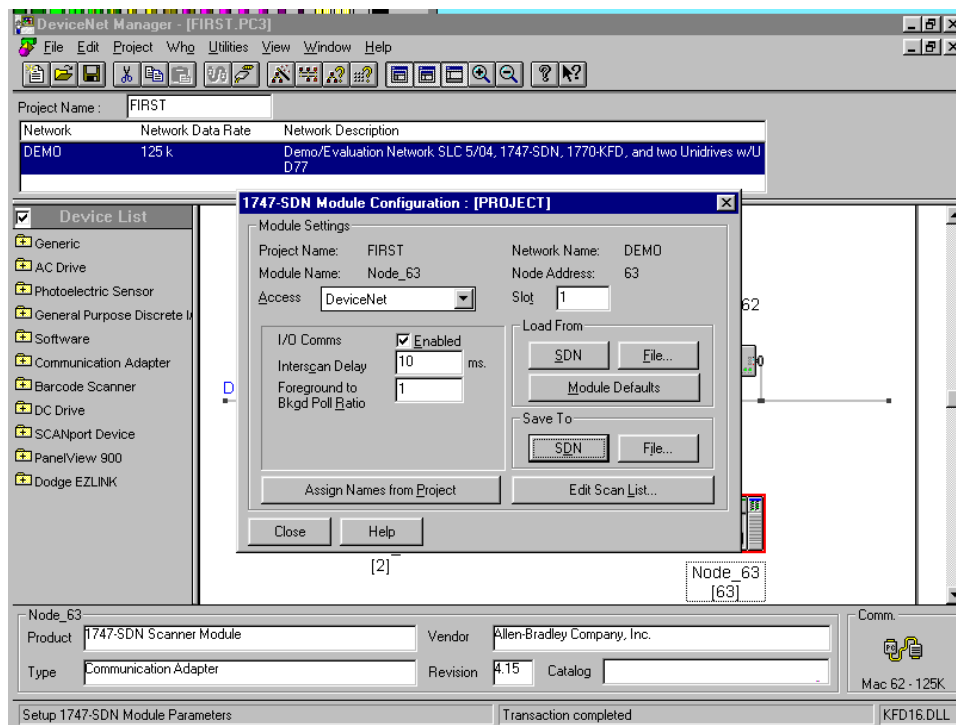 DeviceNet Manager - [FIRST.PC3]
File Edit Project Who Utilities View Window Help
Project Name : FIRST
Network Network Data Rate Network Description
DEMO 125 k Demo/Evaluation Network SLC 5/04, 1747-SDN, 1770-KFD, and two Unidrives w/U
D77
Device List
Generic
AC Drive
Photoelectric Sensor
General Purpose Discrete I/
Software
Communication Adapter
Barcode Scanner
DC Drive
SCANport Device
PanelView 900
Dodge EZLINK
1747-SDN Module Configuration : [PROJECT]
Module Settings
Project Name: FIRST Network Name: DEMO
Module Name: Node_63 Node Address: 63
Access DeviceNet Slot 1
I/O Comms Enabled
Interscan Delay 10 ms.
Foreground to
Bkgd Poll Ratio 1
Load From
SDN File...
Module Defaults
Save To
SDN File...
Assign Names from Project Edit Scan List...
Close Help
62
D
[2]
Node_63
[63]
Node_63
Product 1747-SDN Scanner Module Vendor Allen-Bradley Company, Inc.
Type Communication Adapter Revision 4.15 Catalog
Comm.
Mac 62 - 125K
Setup 1747-SDN Module Parameters Transaction completed KFD16.DLL